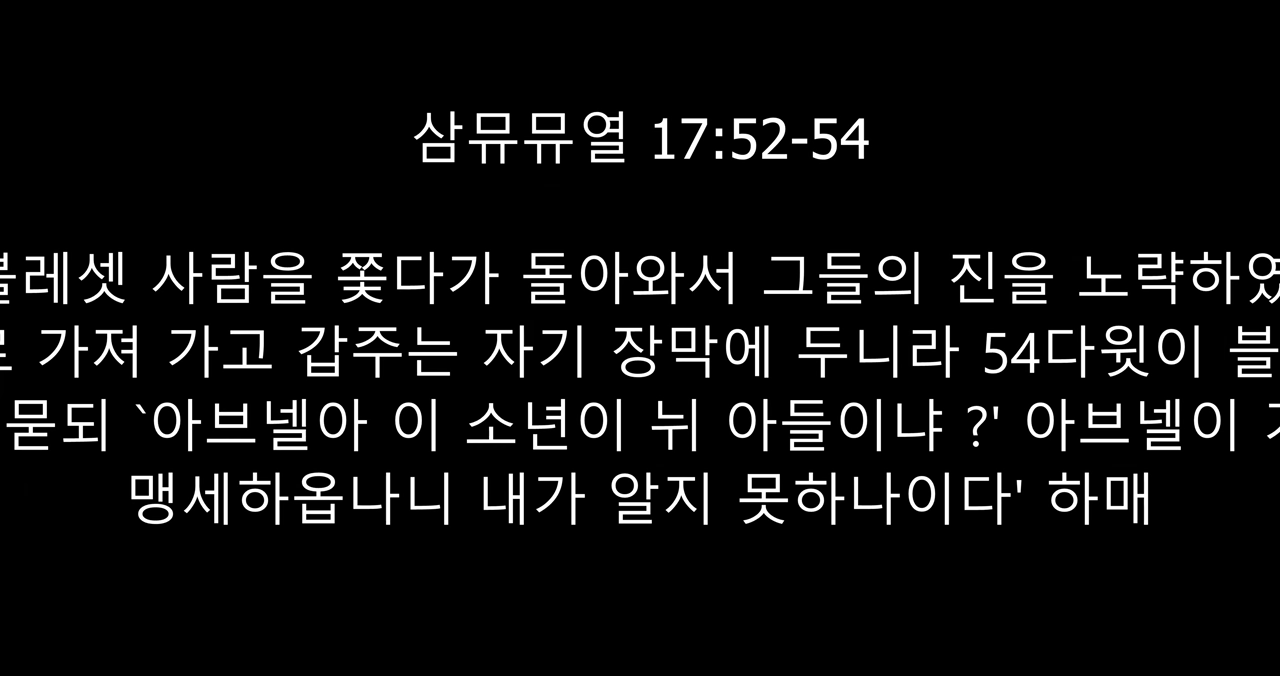 삼뮤뮤열 17:52-54
레셋 사람을 쫓다가 돌아와서 그들의 진을 노략하였
가져 가고 갑주는 자기 장막에 두니라 54다윗이 블
묻되 `아브넬아 이 소년이 뉘 아들이냐 ?' 아브넬이
맹세하옵나니 내가 알지 못하나이다' 하매